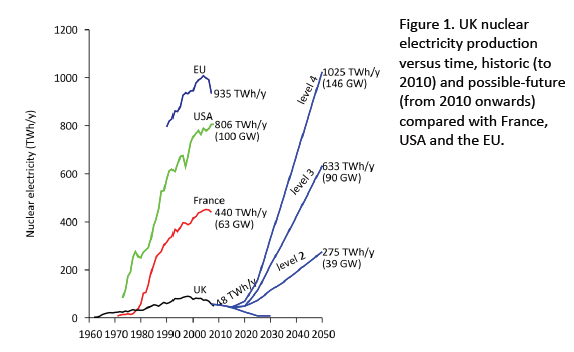 1200
1000
800
600
400
200
0
Nuclear electricity (TWh/y)
1960 1970 1980 1990 2000 2010 2020 2030 2040 2050
EU
935 TWh/y
USA
806 TWh/y
(100 GW)
France
440 TWh/y
(63 GW)
UK
48 TWh/y
level 4
1025 TWh/y
(146 GW)
level 3
633 TWh/y
(90 GW)
level 2
275 TWh/y
(39 GW)
Figure 1. UK nuclear
electricity production
versus time, historic (to
2010) and possible-future
(from 2010 onwards)
compared with France,
USA and the EU.